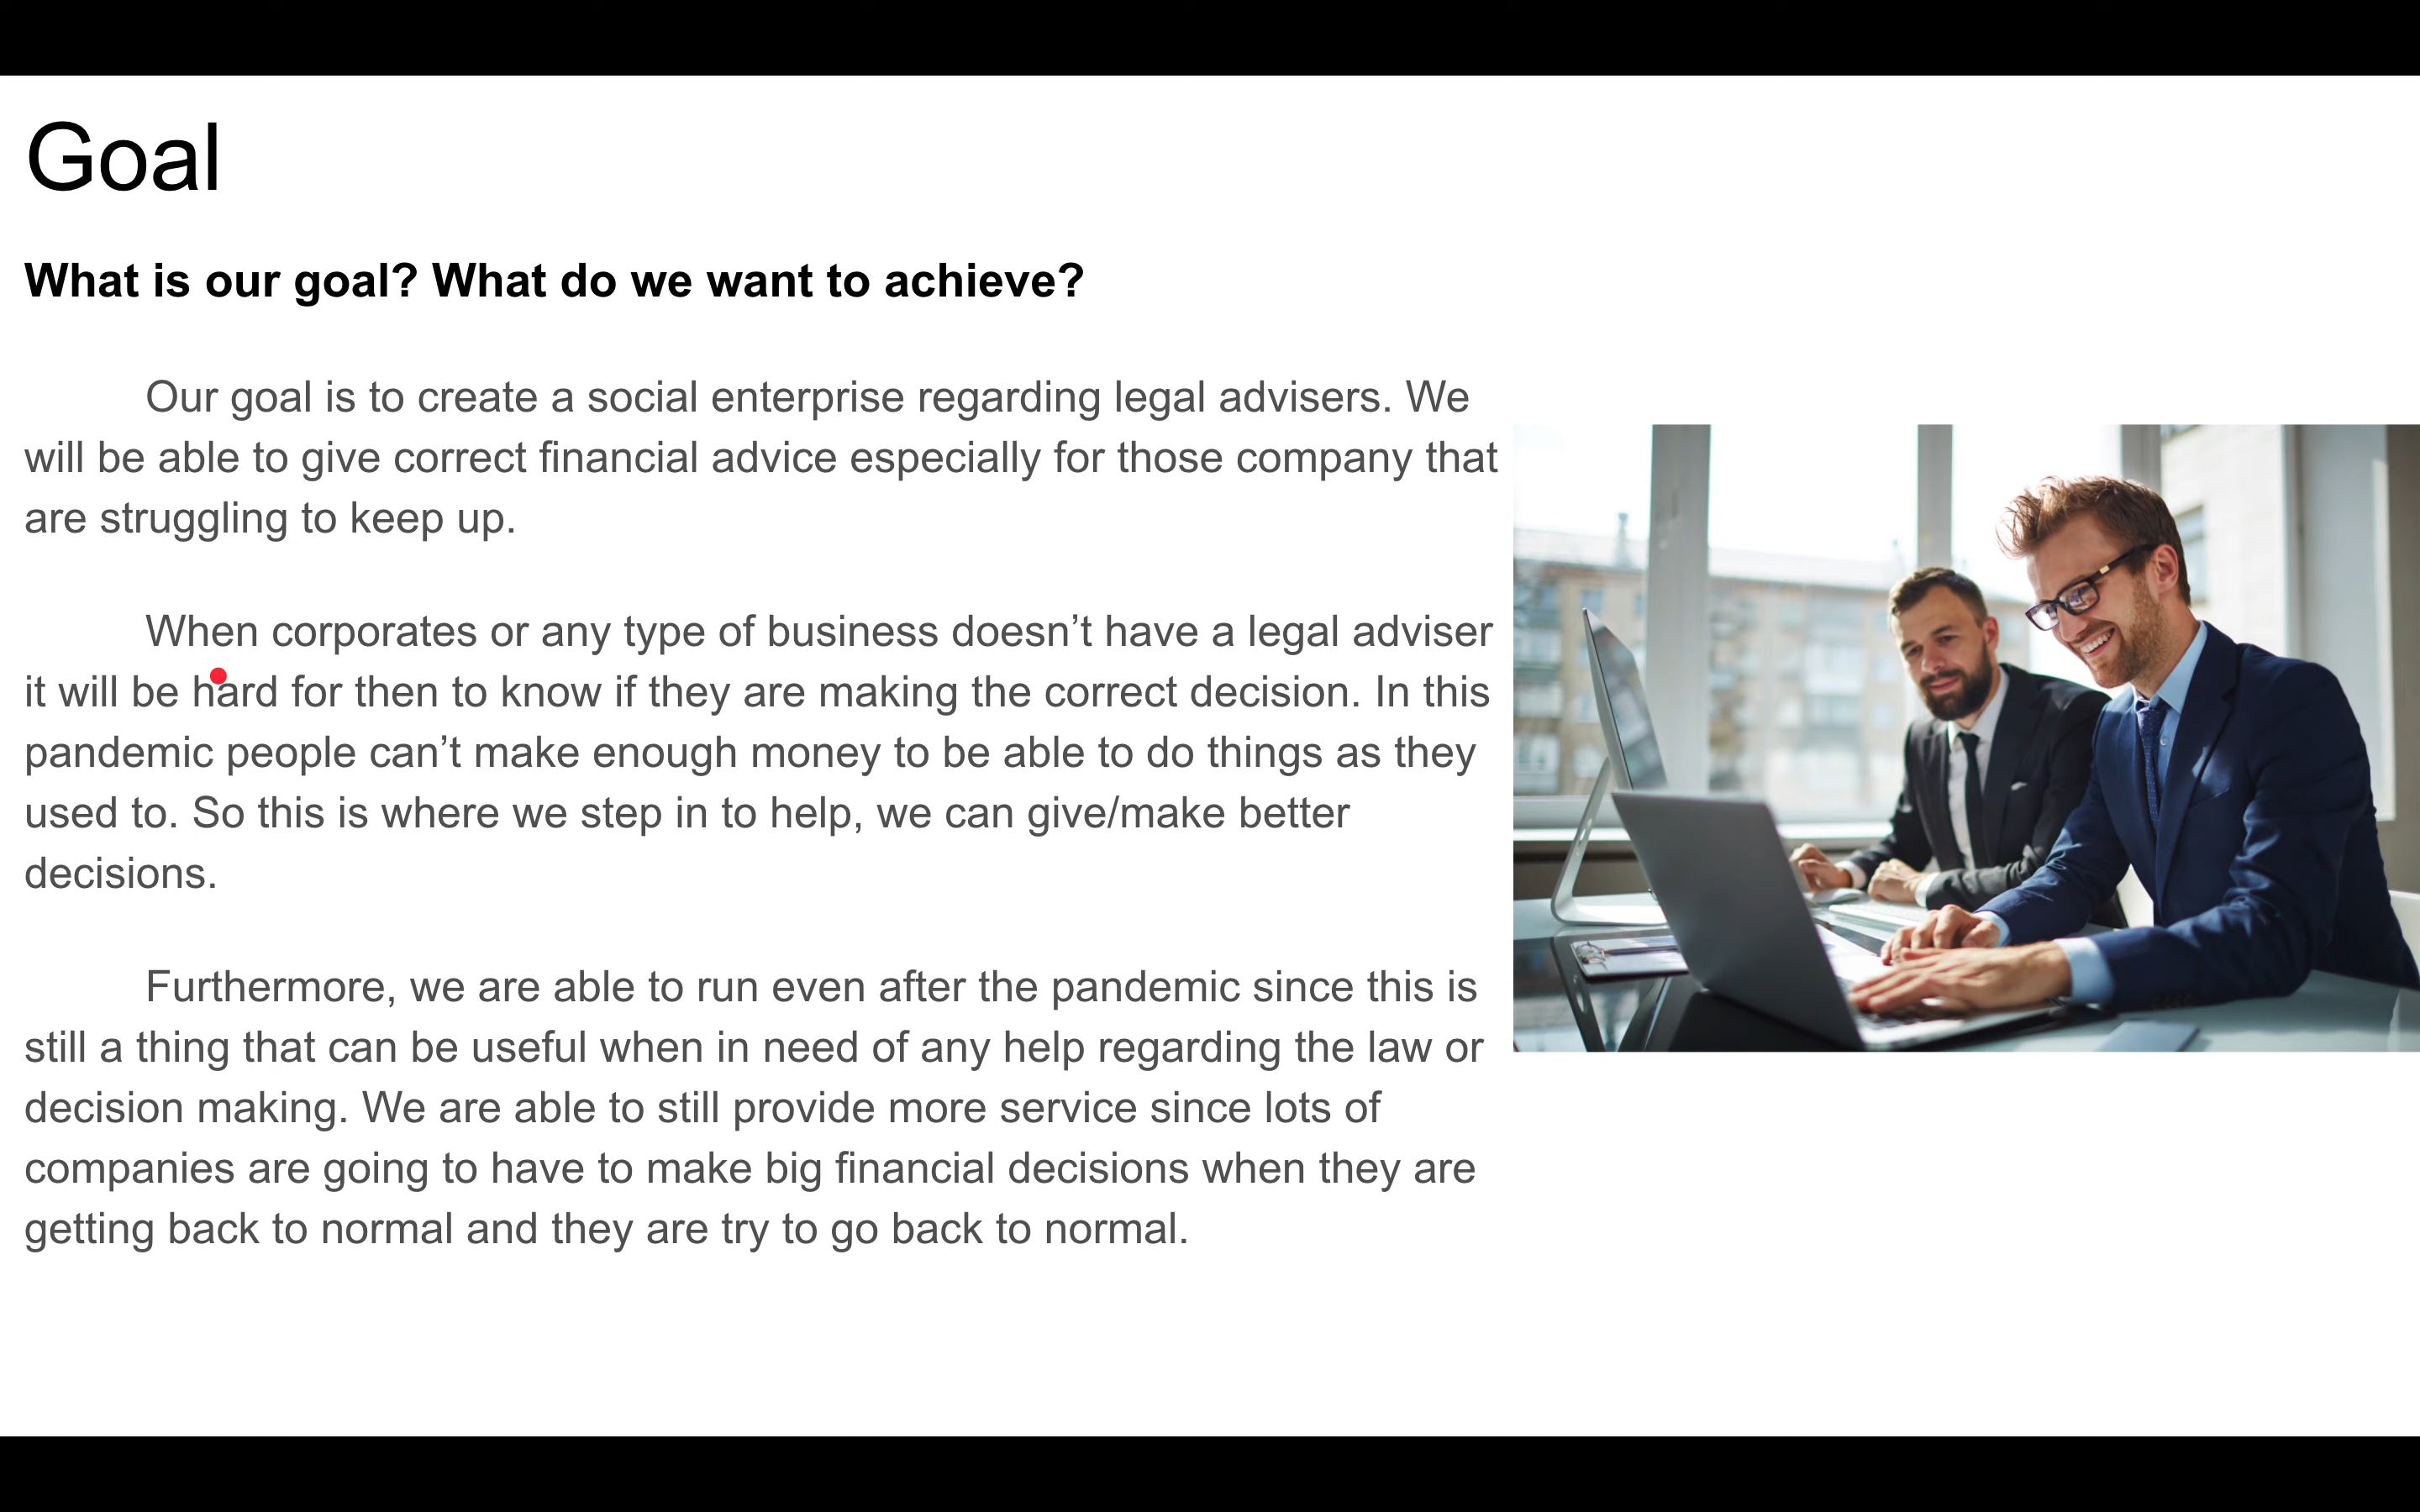 Goal
What is our goal? What do we want to achieve?
Our goal is to create a social enterprise regarding legal advisers. We
will be able to give correct financial advice especially for those company that
are struggling to keep up.
When corporates or any type of business doesn’t have a legal adviser
it will be hard for then to know if they are making the correct decision. In this
pandemic people can’t make enough money to be able to do things as they
used to. So this is where we step in to help, we can give/make better
decisions.
Furthermore, we are able to run even after the pandemic since this is
still a thing that can be useful when in need of any help regarding the law or
decision making. We are able to still provide more service since lots of
companies are going to have to make big financial decisions when they are
getting back to normal and they are try to go back to normal.